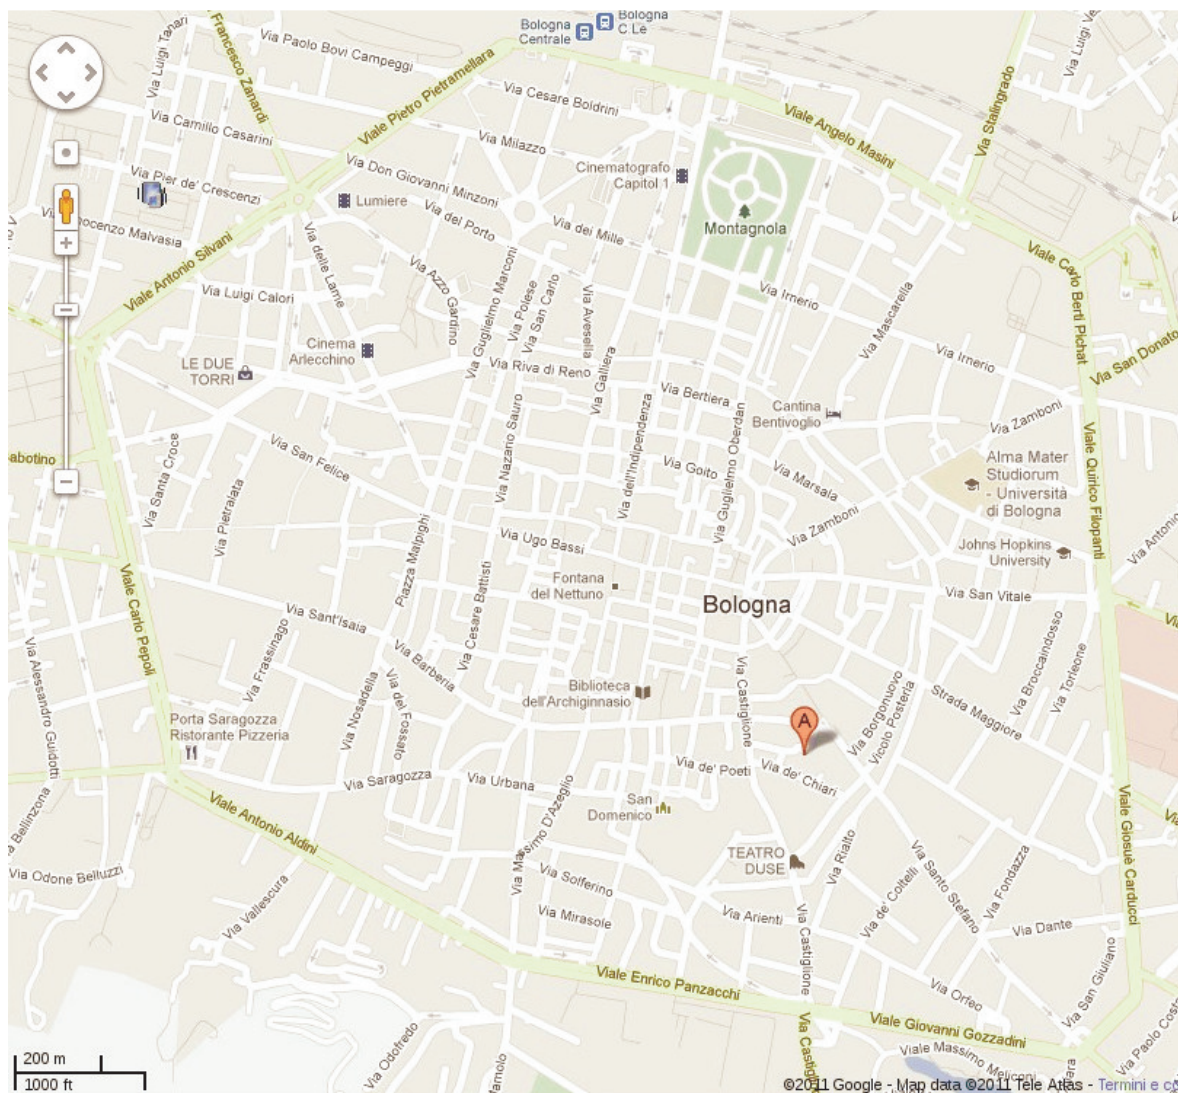 Bologna
Centrale
Bologna
C.Le
Via Luigi Tanari
Francesco Zanardi
Via Paolo Bovi Campeggi
Viale Pietro Pietramellara
Via Cesare Boldrini
Viale Angelo Masini
Via Stalingrado
Via Camillo Casarini
Via Milazzo
Via Don Giovanni Minzoni
Cinematografo
Capitol 1
Via Pier de' Crescenzi
Lumiere
Via del Porto
Via dei Mille
Montagnola
Viale Antonio Silvani
Via delle Lame
Via Azzo Gardino
Via Guglielmo Marconi
Via Polese
Via San Carlo
Via Avesella
Via Galliera
Via Irnerio
Via Mascarella
Viale Carlo Berti Pichat
Via San Donato
Via Luigi Calori
Cinema
Arlecchino
LE DUE
TORRI
Via Riva di Reno
Via Bertiera
Via Irnerio
Cantina
Bentivoglio
Via Zamboni
Via Santa Croce
Via San Felice
Via Pietralata
Via Nazario Sauro
Via dell'Indipendenza
Via Goito
Via Guglielmo Oberdan
Via Marsala
Via Zamboni
Alma Mater
Studiorum
- Università
di Bologna
Viale Quirico Filopanti
Via Antonio
Via Ugo Bassi
Johns Hopkins
University
Piazza Malpighi
Via Cesare Battisti
Fontana
del Nettuno
Bologna
Via San Vitale
Viale Carlo Pepoli
Via Sant'Isaia
Via Barberia
Via Frassinago
Via Nosadella
Via del Fossato
Via Alessandro Guidotti
Biblioteca
dell'Archiginnasio
Via Castiglione
Via Borgonuovo
Vicolo Posteria
Strada Maggiore
Via Broccaindosso
Via Torleone
Porta Saragozza
Ristorante Pizzeria
A
Via Saragozza
Via Urbana
Via de' Poeti
Via de' Chiari
San
Domenico
Viale Antonio Aldini
Via Massimo D'Azeglio
TEATRO
DUSE
Via Rialto
Viale Giosuè Carducci
Via Odone Belluzzi
Via Vallescura
Via Solferino
Via Mirasole
Via Arienti
Via Castiglione
Via de' Coltelli
Via Santo Stefano
Via Fondazza
Via Dante
Viale Enrico Panzacchi
Via Orfeo
Via San Giuliano
Viale Giovanni Gozzadini
Via Odofredo
Viale Massimo Meliconi
200 m
1000 ft
©2011 Google - Map data ©2011 Tele Atlas - Termini e